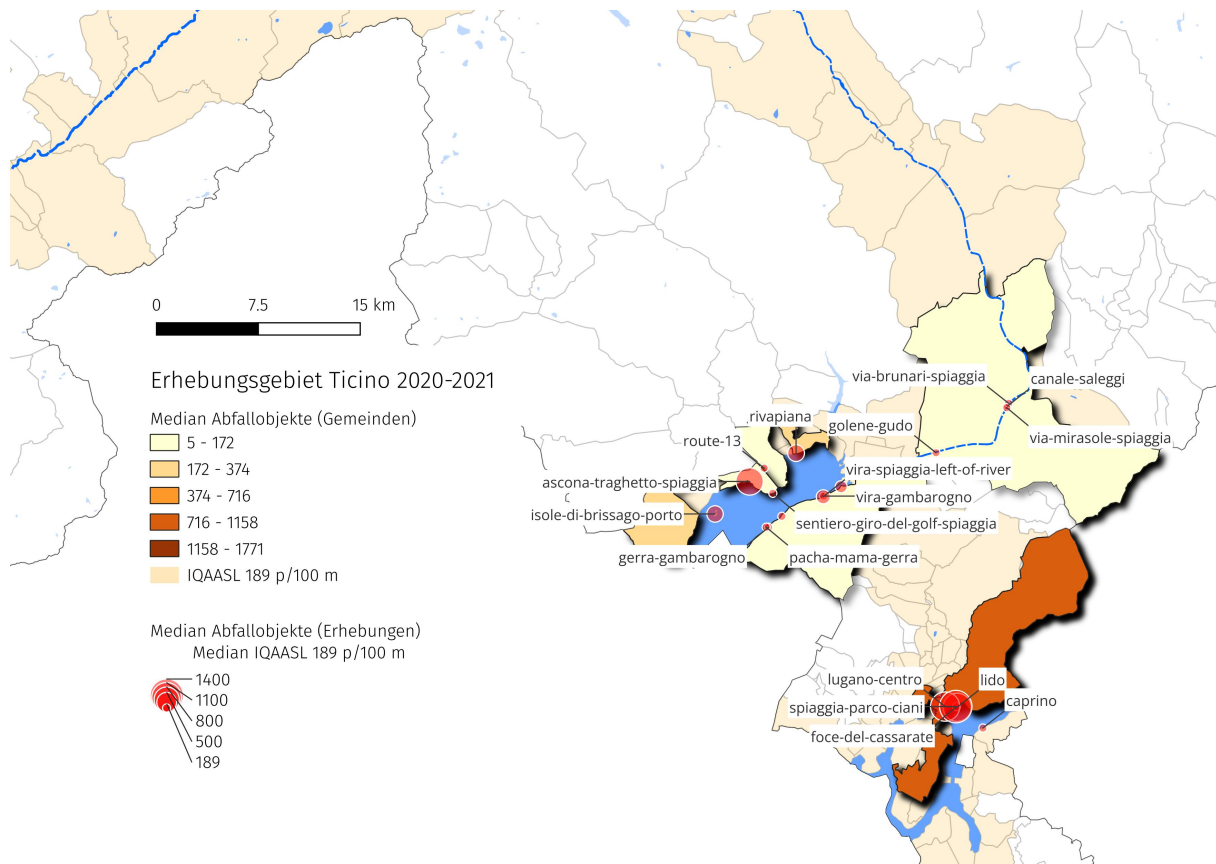 0 7.5 15 km
Erhebungsgebiet Ticino 2020-2021
Median Abfallobjekte (Gemeinden)
5 - 172
172 - 374
374 - 716
716 - 1158
1158 - 1771
IQAASL 189 p/100 m
Median Abfallobjekte (Erhebungen)
Median IQAASL 189 p/100 m
1400
1100
800
500
189
via-brunari-spiaggia
canale-saleggi
rivapiana
golene-gudo
via-mirasole-spiaggia
route-13
vira-spiaggia-left-of-river
ascona-traghetto-spiaggia
vira-gambarogno
isole-di-brissago-porto
sentiero-giro-del-golf-spiaggia
gerra-gambarogno
pacha-mama-gerra
lugano-centro
lido
spiaggia-parco-ciani
caprino
foce-del-cassarate